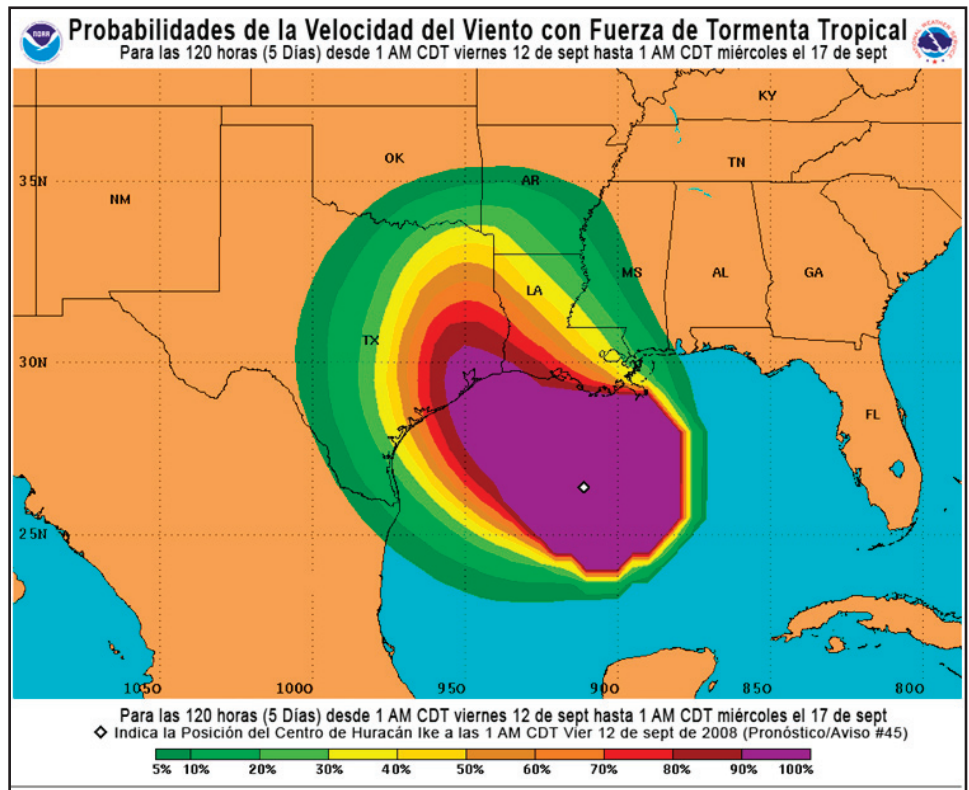 Probabilidades de la Velocidad del Viento con Fuerza de Tormenta Tropical
Para las 120 horas (5 Días) desde 1 AM CDT viernes 12 de sept hasta 1 AM CDT miércoles el 17 de sept
NOAA
KY
OK
TN
35N
AR
NM
MS
AL
GA
LA
TX
30N
FL
25N
105O
100O
95O
90O
85O
80O
Para las 120 horas (5 Días) desde 1 AM CDT viernes 12 de sept hasta 1 AM CDT miércoles el 17 de sept
Indica la Posición del Centro de Huracán Ike a las 1 AM CDT Vier 12 de sept de 2008 (Pronóstico/Aviso #45)
5% 10% 20% 30% 40% 50% 60% 70% 80% 90% 100%